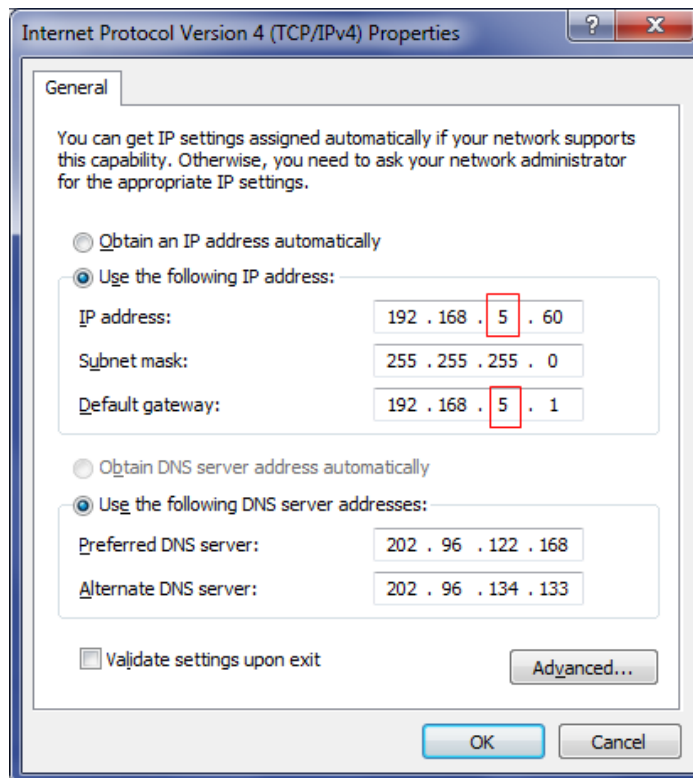 Internet Protocol Version 4 (TCP/IPv4) Properties
?
X
General
You can get IP settings assigned automatically if your network supports
this capability. Otherwise, you need to ask your network administrator
for the appropriate IP settings.
Obtain an IP address automatically
Use the following IP address:
IP address: 192 . 168 . 5 . 60
Subnet mask: 255 . 255 . 255 . 0
Default gateway: 192 . 168 . 5 . 1
Obtain DNS server address automatically
Use the following DNS server addresses:
Preferred DNS server: 202 . 96 . 122 . 168
Alternate DNS server: 202 . 96 . 134 . 133
Validate settings upon exit
Advanced...
OK Cancel